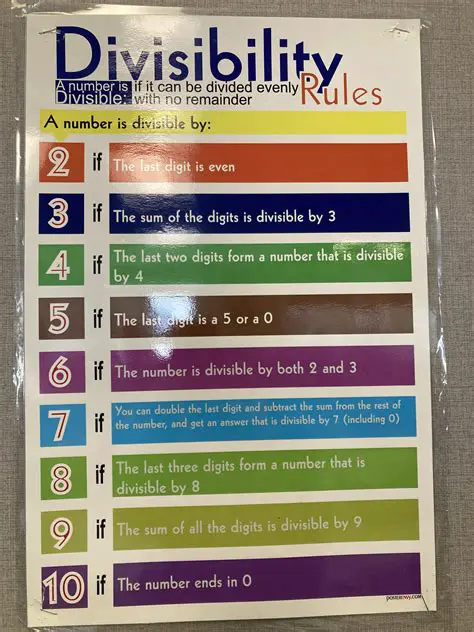 Divisibility
Rules
A number is
Divisible:
if it can be divided evenly
with no remainder
A number is divisible by:
2 if The last digit is even
3 if The sum of the digits is divisible by 3
4 if The last two digits form a number that is divisible
by 4
5 if The last digit is a 5 or a 0
6 if The number is divisible by both 2 and 3
7 if You can double the last digit and subtract the sum from the rest of
the number, and get an answer that is divisible by 7 (including 0)
8 if The last three digits form a number that is
divisible by 8
9 if The sum of all the digits is divisible by 9
10 if The number ends in 0
POSTERENVY.COM